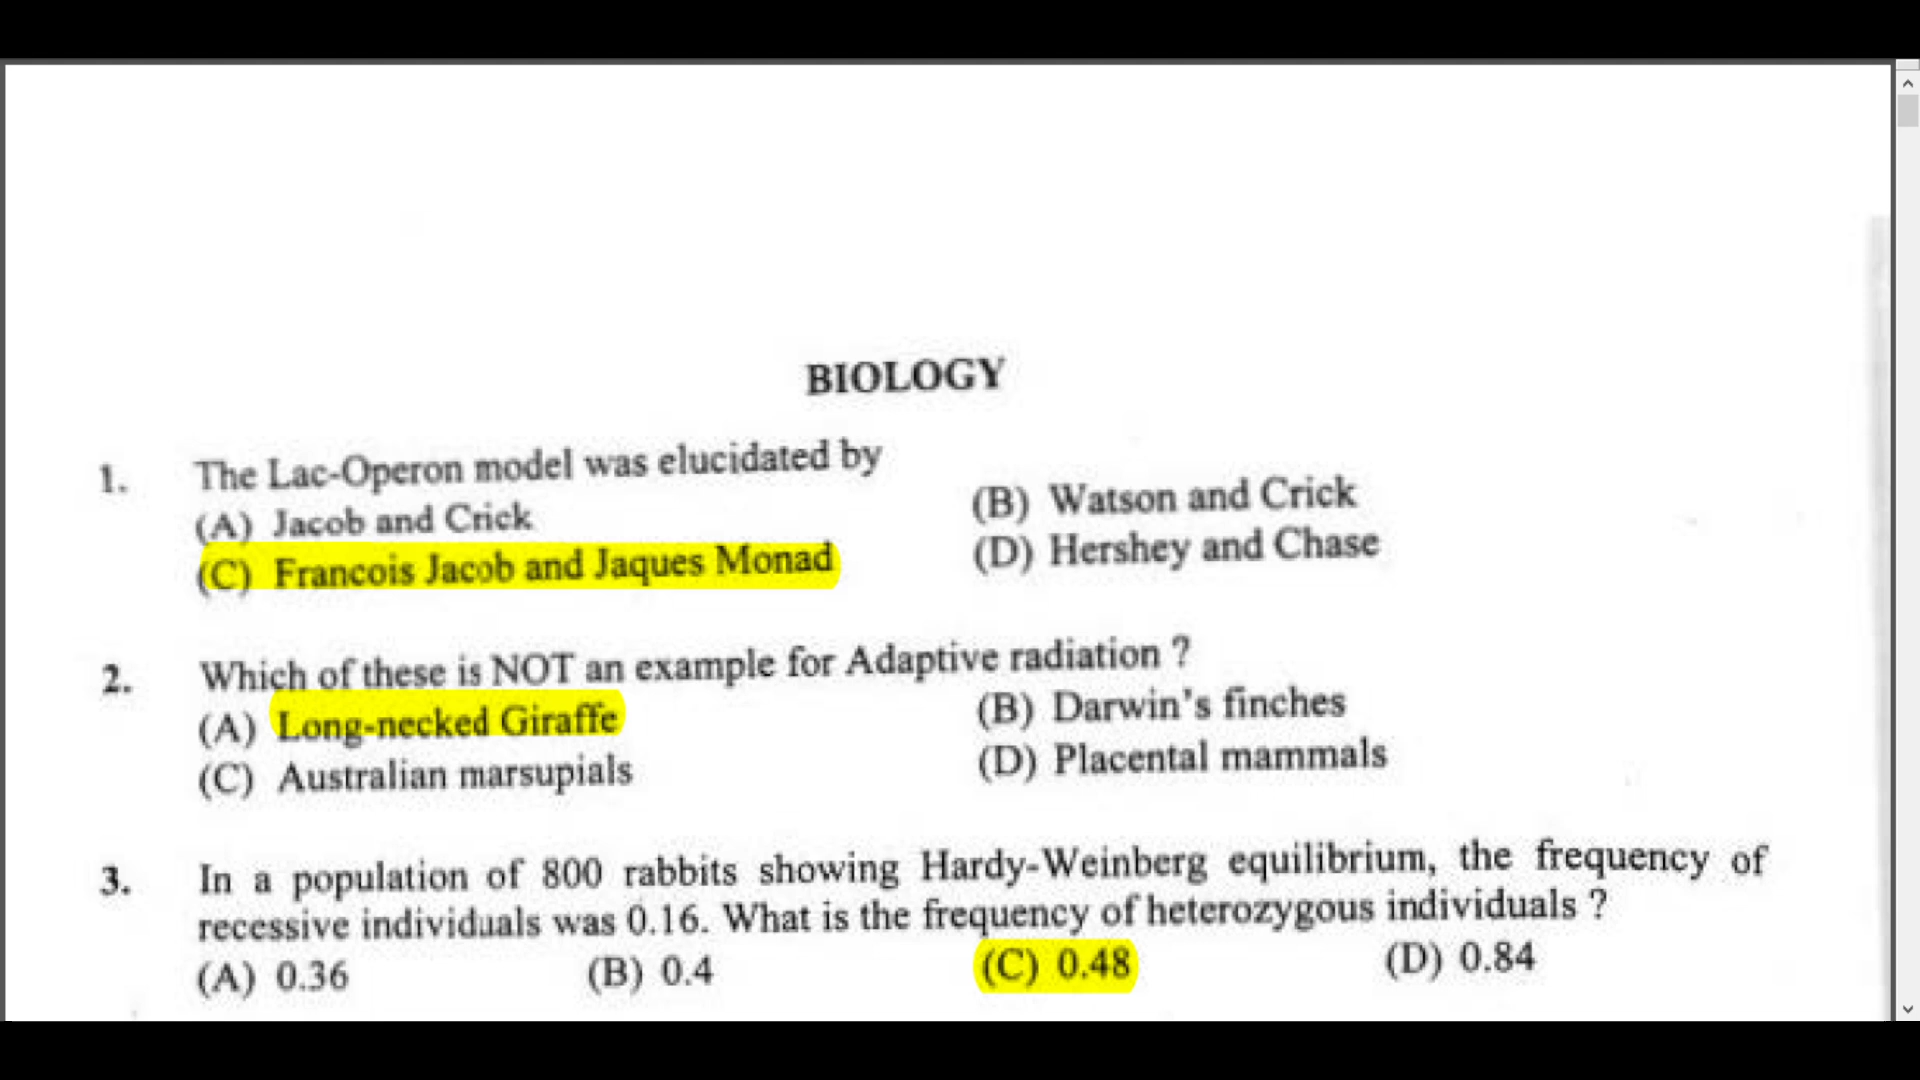 BIOLOGY
1. The Lac-Operon model was elucidated by
(A) Jacob and Crick (B) Watson and Crick
(C) Francois Jacob and Jaques Monad (D) Hershey and Chase
2. Which of these is NOT an example for Adaptive radiation ?
(A) Long-necked Giraffe (B) Darwin's finches
(C) Australian marsupials (D) Placental mammals
3. In a population of 800 rabbits showing Hardy-Weinberg equilibrium, the frequency of
recessive individuals was 0.16. What is the frequency of heterozygous individuals ?
(A) 0.36 (B) 0.4 (C) 0.48 (D) 0.84